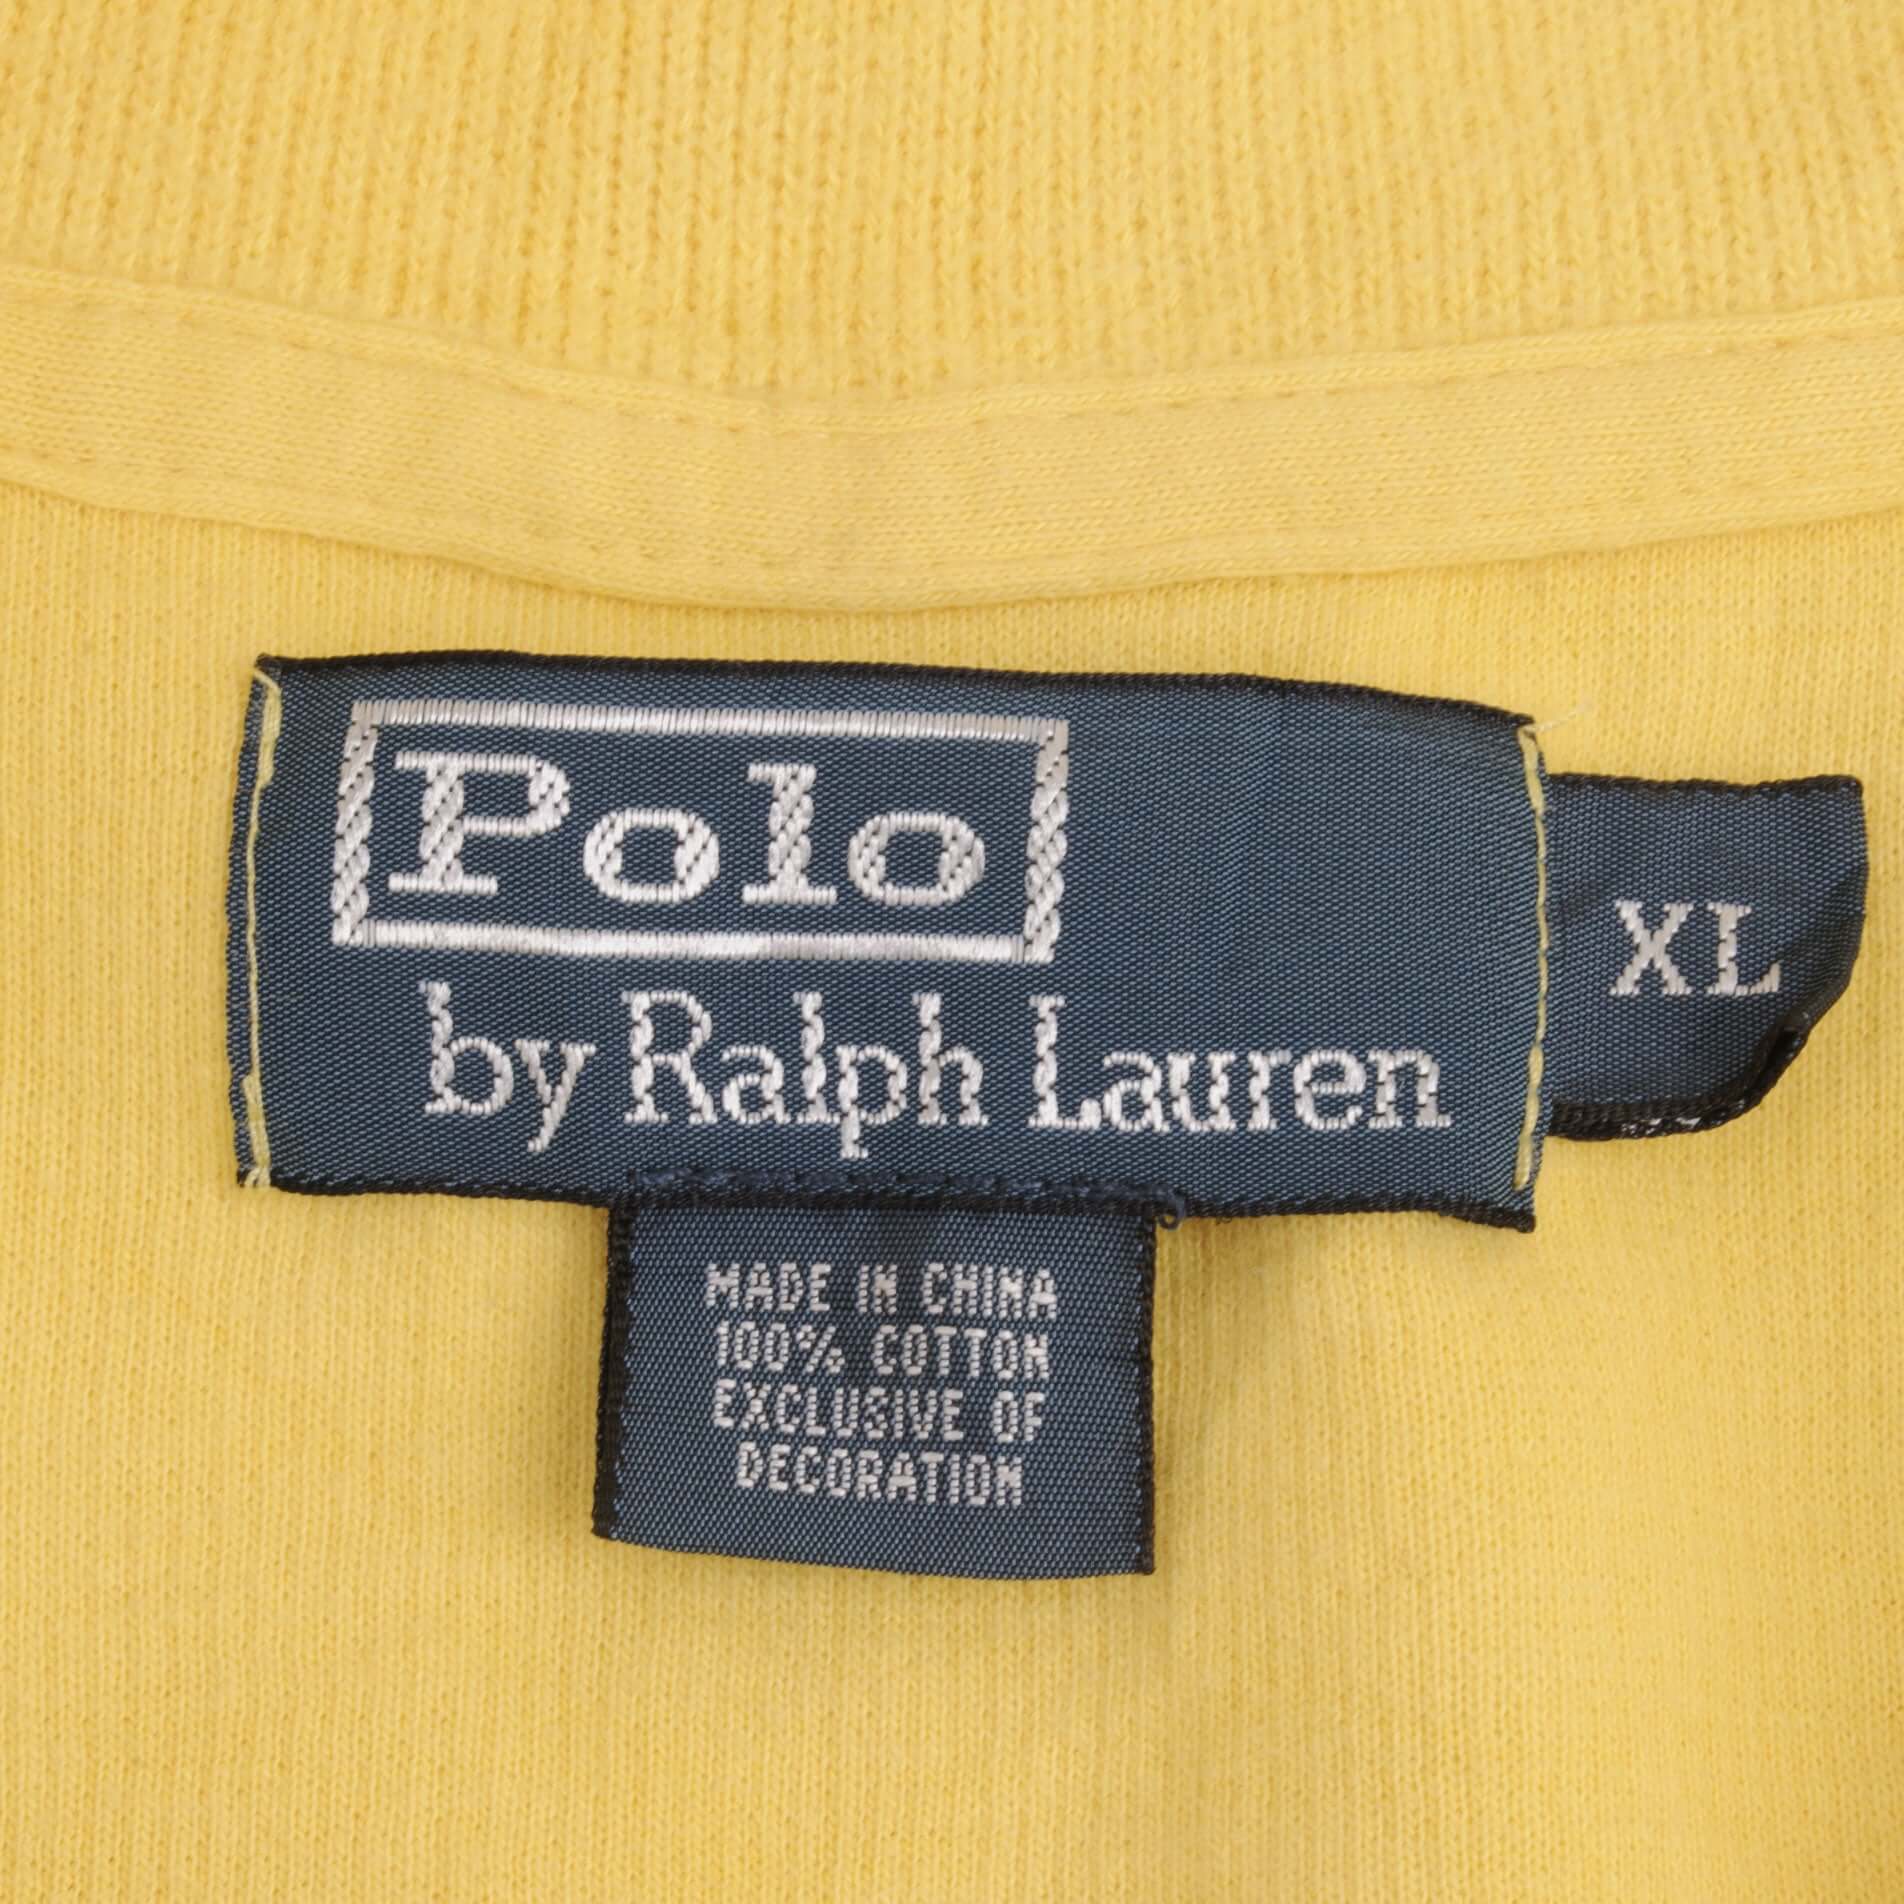 Polo
by Ralph Lauren
XL
MADE IN CHINA
100% COTTON
EXCLUSIVE OF
DECORATION